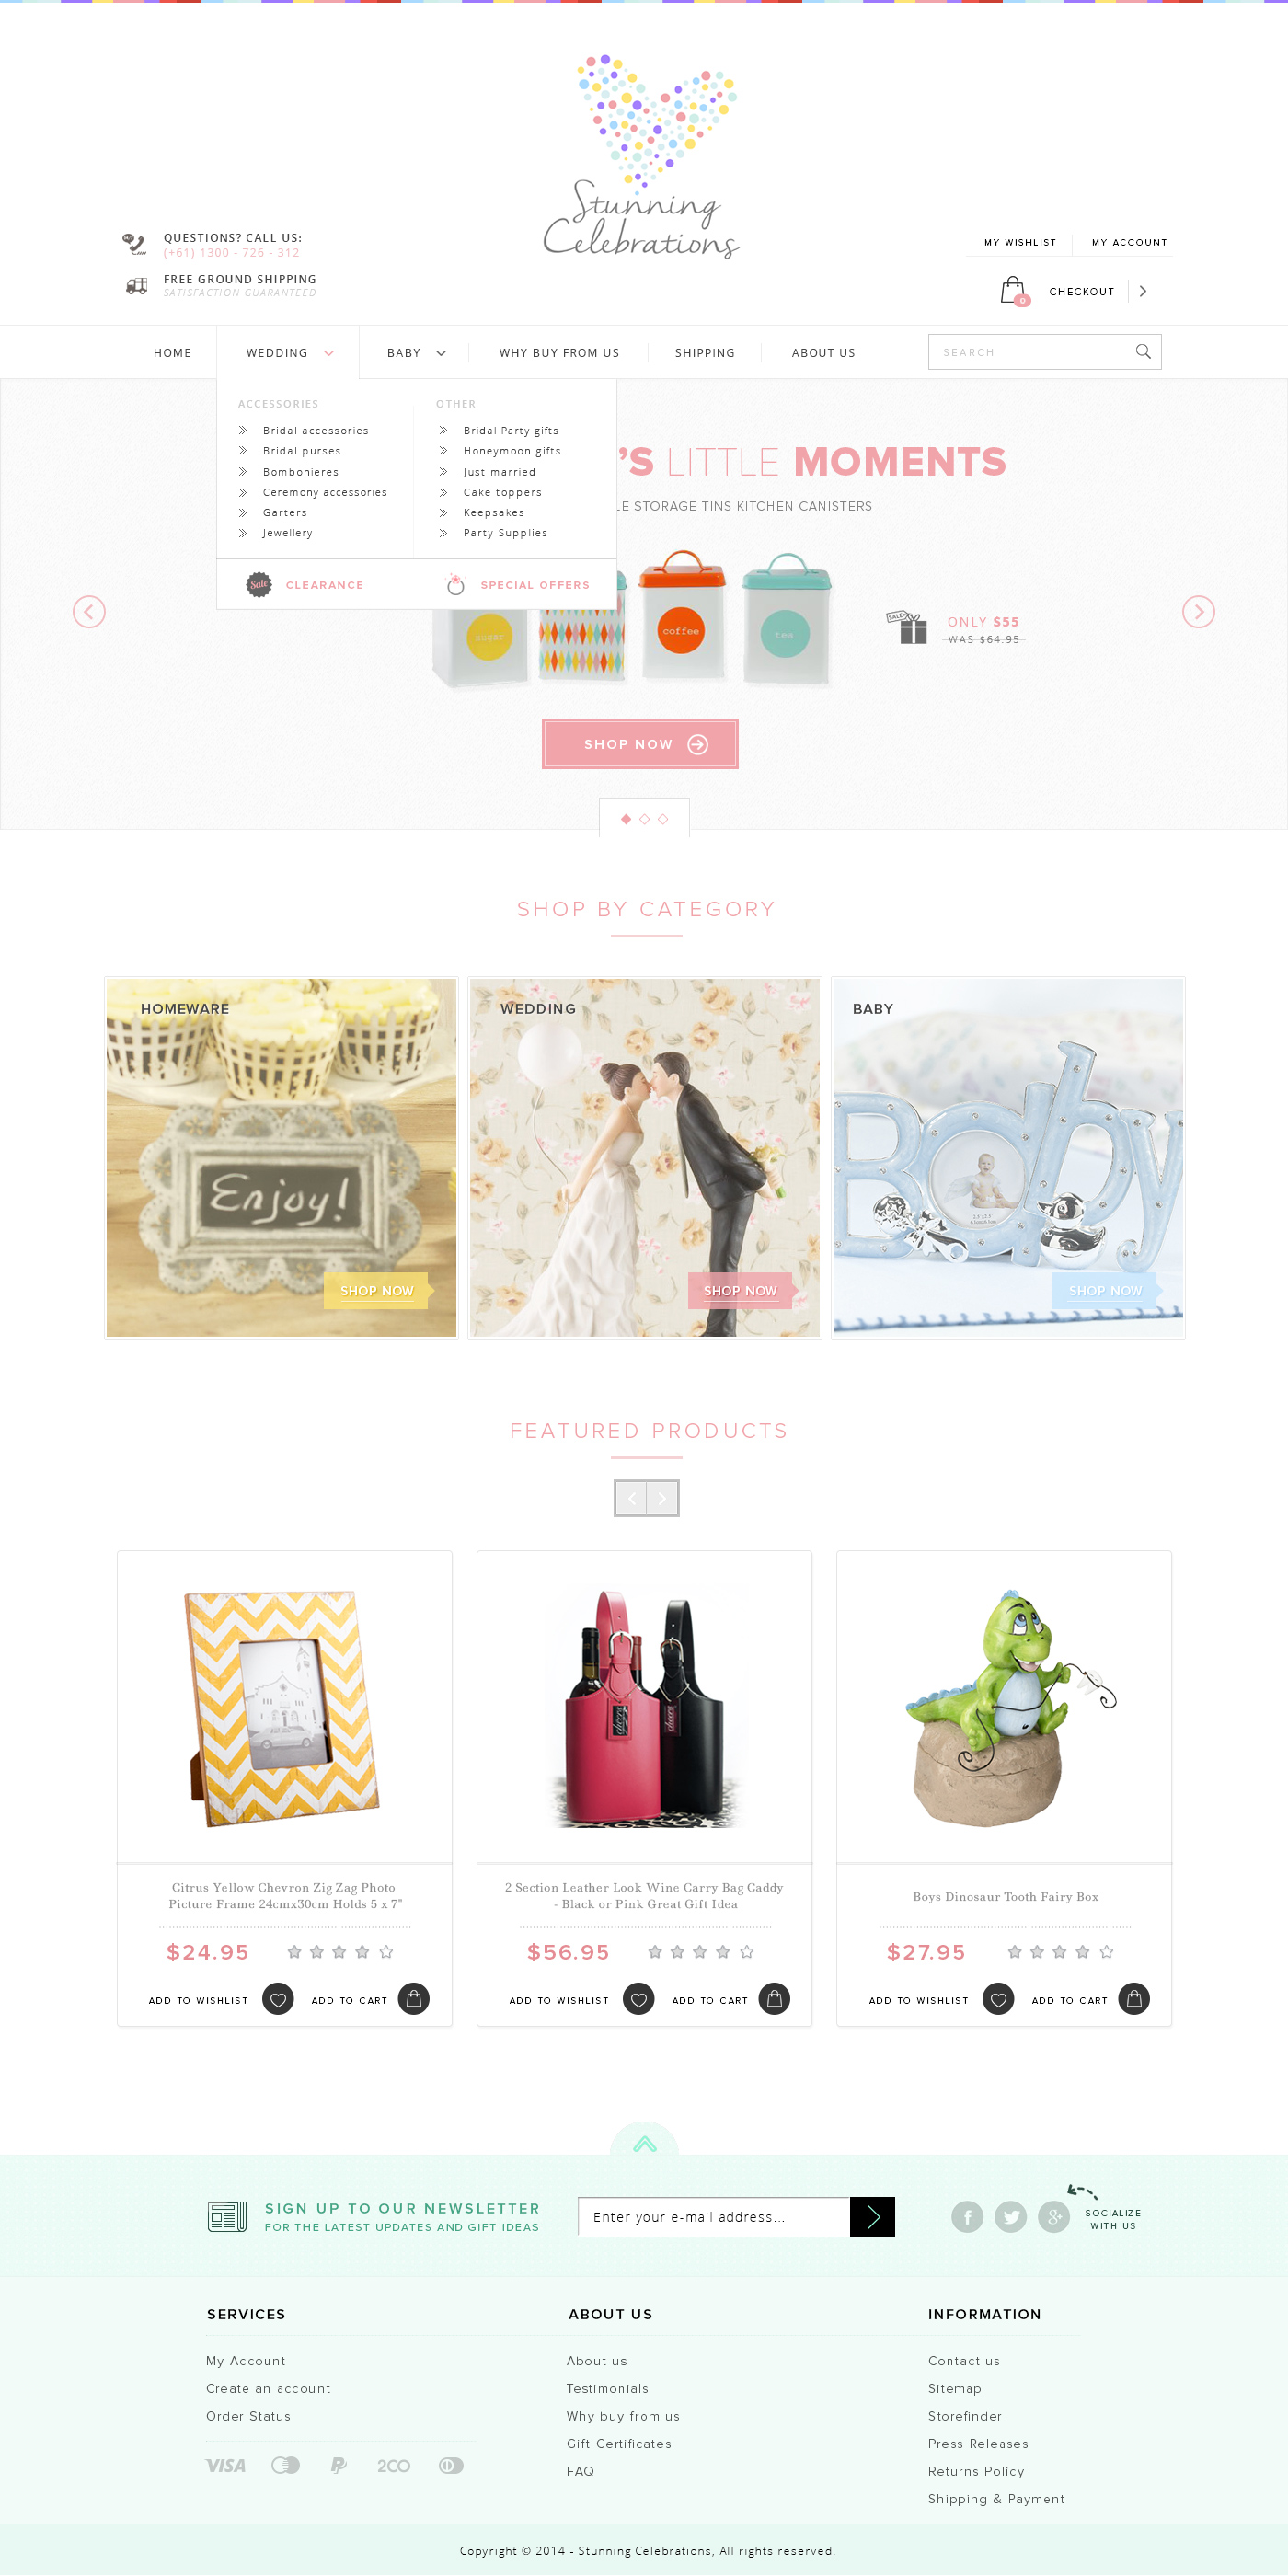 Stunning
Celebrations
QUESTIONS? CALL US:
(+61) 1300 - 726 - 312
FREE GROUND SHIPPING
SATISFACTION GUARANTEED
MY WISHLIST
MY ACCOUNT
0
CHECKOUT
HOME
WEDDING
BABY
WHY BUY FROM US
SHIPPING
ABOUT US
SEARCH
ACCESSORIES
Bridal accessories
Bridal purses
Bombonieres
Ceremony accessories
Garters
Jewellery
OTHER
Bridal Party gifts
Honeymoon gifts
Just married
Cake toppers
Keepsakes
Party Supplies
Sale
CLEARANCE
SPECIAL OFFERS
'S LITTLE MOMENTS
LE STORAGE TINS KITCHEN CANISTERS
sugar
coffee
tea
SALE
ONLY $55
WAS $64.95
SHOP NOW
SHOP BY CATEGORY
HOMEWARE
Enjoy!
SHOP NOW
WEDDING
SHOP NOW
BABY
Baby
SHOP NOW
FEATURED PRODUCTS
cheers
cheers
Citrus Yellow Chevron Zig Zag Photo
Picture Frame 24cmx30cm Holds 5 x 7"
$24.95
ADD TO WISHLIST
ADD TO CART
2 Section Leather Look Wine Carry Bag Caddy
- Black or Pink Great Gift Idea
$56.95
ADD TO WISHLIST
ADD TO CART
Boys Dinosaur Tooth Fairy Box
$27.95
ADD TO WISHLIST
ADD TO CART
SIGN UP TO OUR NEWSLETTER
FOR THE LATEST UPDATES AND GIFT IDEAS
Enter your e-mail address...
f
g+
SOCIALIZE
WITH US
SERVICES
My Account
Create an account
Order Status
VISA
2CO
ABOUT US
About us
Testimonials
Why buy from us
Gift Certificates
FAQ
INFORMATION
Contact us
Sitemap
Storefinder
Press Releases
Returns Policy
Shipping & Payment
Copyright © 2014 - Stunning Celebrations, All rights reserved.